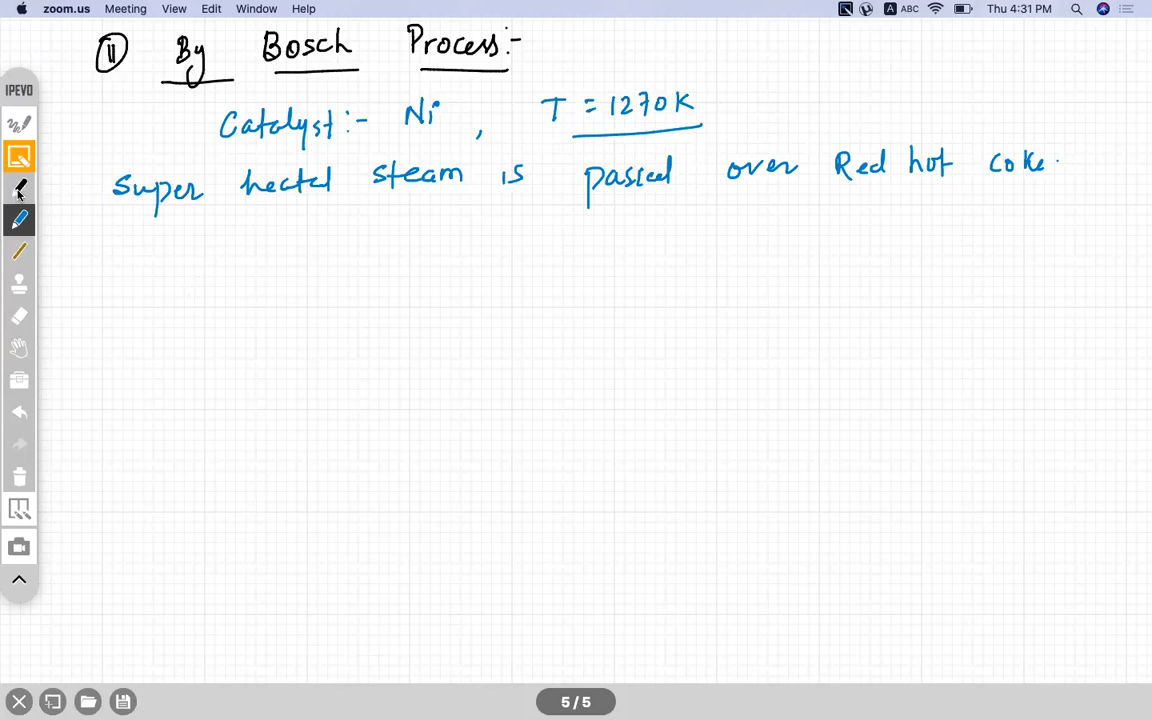 zoom.us Meeting View Edit Window Help ABC Thu 4:31 PM
(II) By Bosch Process:-
IPEVO
Catalyst:- Ni, T = 1270K
super heated steam is passed over Red hot coke.
5/5